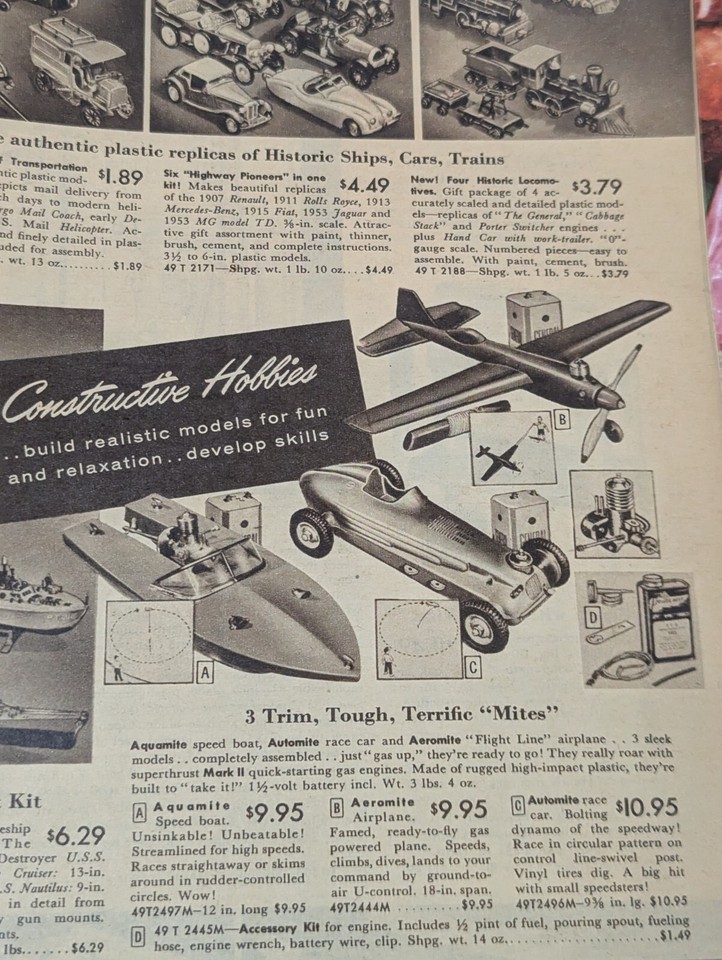 e authentic plastic replicas of Historic Ships, Cars, Trains
f Transportation
ntic plastic mod-
epicts mail delivery from
ch days to modern heli-
rgo Mail Coach, early De-
S. Mail Helicopter. Ac-
nd finely detailed in plas-
uded for assembly.
. wt. 13 oz..........$1.89
$1.89
Six "Highway Pioneers" in one
kit! Makes beautiful replicas
of the 1907 Renault, 1911 Rolls Royce, 1913
Mercedes-Benz, 1915 Fiat, 1953 Jaguar and
1953 MG model TD. ⅜-in. scale. Attrac-
tive gift assortment with paint, thinner,
brush, cement, and complete instructions.
3½ to 6-in. plastic models.
49 T 2171—Shpg. wt. 1 lb. 10 oz....$4.49
$4.49
New! Four Historic Locomo-
tives. Gift package of 4 ac-
curately scaled and detailed plastic mod-
els—replicas of "The General," "Cabbage
Stack" and Porter Switcher engines . . .
plus Hand Car with work-trailer. "0"-
gauge scale. Numbered pieces—easy to
assemble. With paint, cement, brush.
49 T 2188—Shpg. wt. 1 lb. 5 oz...$3.79
$3.79
Constructive Hobbies
..build realistic models for fun
and relaxation..develop skills
GENERAL
B
GENERAL
D
A
C
3 Trim, Tough, Terrific "Mites"
Aquamite speed boat, Automite race car and Aeromite "Flight Line" airplane . . 3 sleek
models . . completely assembled . . just "gas up," they're ready to go! They really roar with
superthrust Mark II quick-starting gas engines. Made of rugged high-impact plastic, they're
built to "take it!" 1½-volt battery incl. Wt. 3 lbs. 4 oz.
A Aquamite
Speed boat. $9.95
Unsinkable! Unbeatable!
Streamlined for high speeds.
Races straightaway or skims
around in rudder-controlled
circles. Wow!
49T2497M—12 in. long $9.95
B Aeromite
Airplane. $9.95
Famed, ready-to-fly gas
powered plane. Speeds,
climbs, dives, lands to your
command by ground-to-
air U-control. 18-in. span.
49T2444M ..........$9.95
C Automite race
car. Bolting $10.95
dynamo of the speedway!
Race in circular pattern on
control line-swivel post.
Vinyl tires dig. A big hit
with small speedsters!
49T2496M—9⅜ in. lg. $10.95
D 49 T 2445M—Accessory Kit for engine. Includes ½ pint of fuel, pouring spout, fueling
hose, engine wrench, battery wire, clip. Shpg. wt. 14 oz..............................$1.49
Kit
eship
The $6.29
Destroyer U.S.S.
Cruiser: 13-in.
.S. Nautilus: 9-in.
in detail from
y gun mounts.
nts.
lbs.......$6.29